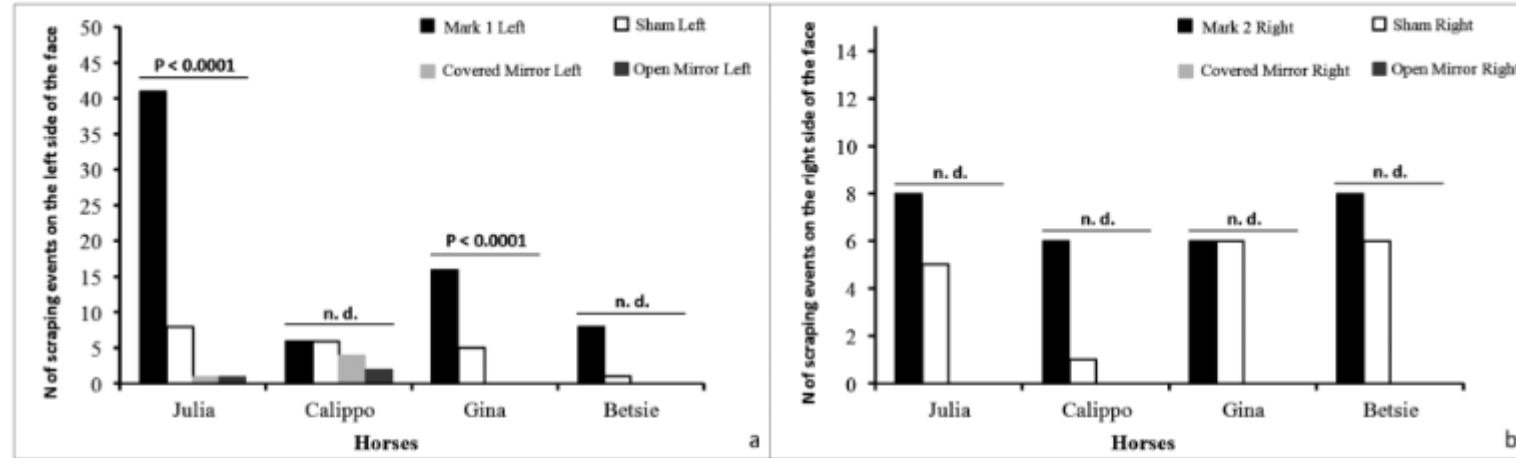 N of scraping events on the left side of the face
50
45
40
35
30
25
20
15
10
5
0
Mark 1 Left
Sham Left
Covered Mirror Left
Open Mirror Left
P < 0.0001
n. d.
P < 0.0001
n. d.
Julia Calippo Gina Betsie
Horses
a
N of scraping events on the right side of the face
14
12
10
8
6
4
2
0
Mark 2 Right
Sham Right
Covered Mirror Right
Open Mirror Right
n. d.
n. d.
n. d.
n. d.
Julia Calippo Gina Betsie
Horses
b